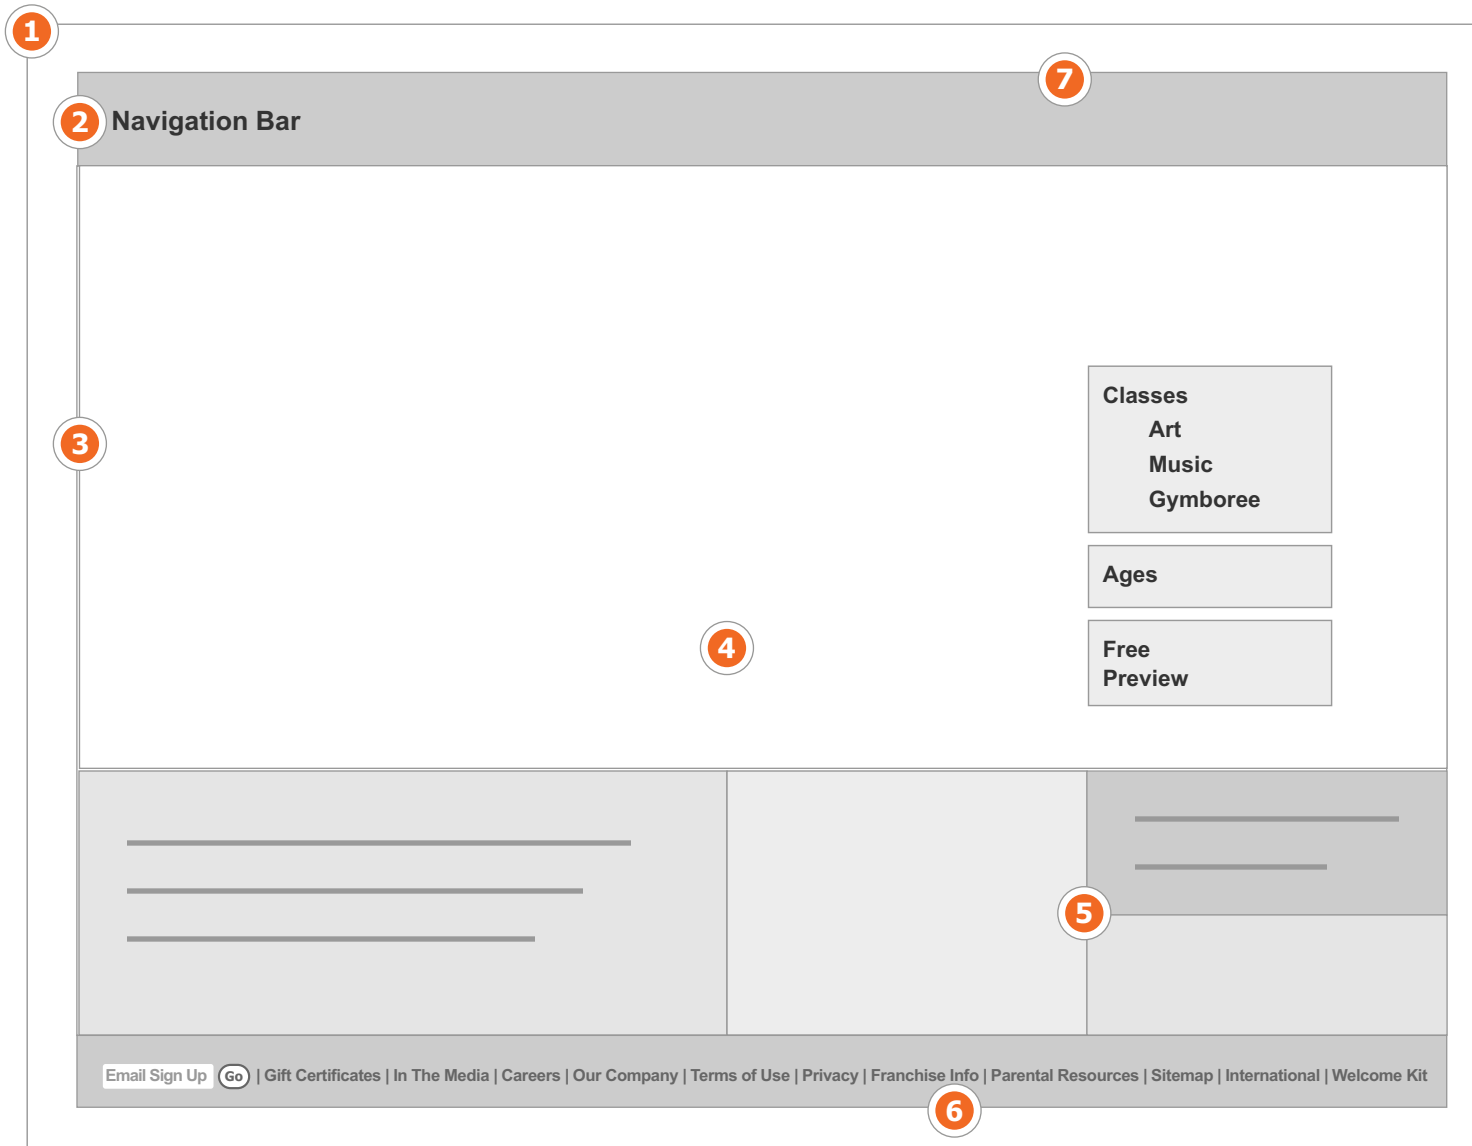 1
7
2 Navigation Bar
Classes
Art
3
Music
Gymboree
Ages
4
Free
Preview
5
Email Sign Up Go | Gift Certificates | In The Media | Careers | Our Company | Terms of Use | Privacy | Franchise Info | Parental Resources | Sitemap | International | Welcome Kit
6